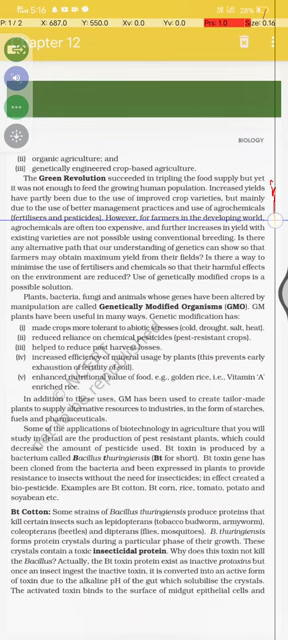 P: 1 / 2 X: 687.0 Y: 550.0 Xv: 0.0 Yv: 0.0 Prs: 1.0 Size: 0.16
5:16
28%
Chapter 12
BIOLOGY
(ii) organic agriculture; and
(iii) genetically engineered crop-based agriculture.
The Green Revolution succeeded in tripling the food supply but yet
it was not enough to feed the growing human population. Increased yields
have partly been due to the use of improved crop varieties, but mainly
due to the use of better management practices and use of agrochemicals
(fertilisers and pesticides). However, for farmers in the developing world,
agrochemicals are often too expensive, and further increases in yield with
existing varieties are not possible using conventional breeding. Is there
any alternative path that our understanding of genetics can show so that
farmers may obtain maximum yield from their fields? Is there a way to
minimise the use of fertilisers and chemicals so that their harmful effects
on the environment are reduced? Use of genetically modified crops is a
possible solution.
Plants, bacteria, fungi and animals whose genes have been altered by
manipulation are called Genetically Modified Organisms (GMO). GM
plants have been useful in many ways. Genetic modification has:
(i) made crops more tolerant to abiotic stresses (cold, drought, salt, heat).
(ii) reduced reliance on chemical pesticides (pest-resistant crops).
(iii) helped to reduce post harvest losses.
(iv) increased efficiency of mineral usage by plants (this prevents early
exhaustion of fertility of soil).
(v) enhanced nutritional value of food, e.g., golden rice, i.e., Vitamin 'A'
enriched rice.
In addition to these uses, GM has been used to create tailor-made
plants to supply alternative resources to industries, in the form of starches,
fuels and pharmaceuticals.
Some of the applications of biotechnology in agriculture that you will
study in detail are the production of pest resistant plants, which could
decrease the amount of pesticide used. Bt toxin is produced by a
bacterium called Bacillus thuringiensis (Bt for short). Bt toxin gene has
been cloned from the bacteria and been expressed in plants to provide
resistance to insects without the need for insecticides; in effect created a
bio-pesticide. Examples are Bt cotton, Bt corn, rice, tomato, potato and
soyabean etc.
Bt Cotton: Some strains of Bacillus thuringiensis produce proteins that
kill certain insects such as lepidopterans (tobacco budworm, armyworm),
coleopterans (beetles) and dipterans (flies, mosquitoes). B. thuringiensis
forms protein crystals during a particular phase of their growth. These
crystals contain a toxic insecticidal protein. Why does this toxin not kill
the Bacillus? Actually, the Bt toxin protein exist as inactive protoxins but
once an insect ingest the inactive toxin, it is converted into an active form
of toxin due to the alkaline pH of the gut which solubilise the crystals.
The activated toxin binds to the surface of midgut epithelial cells and